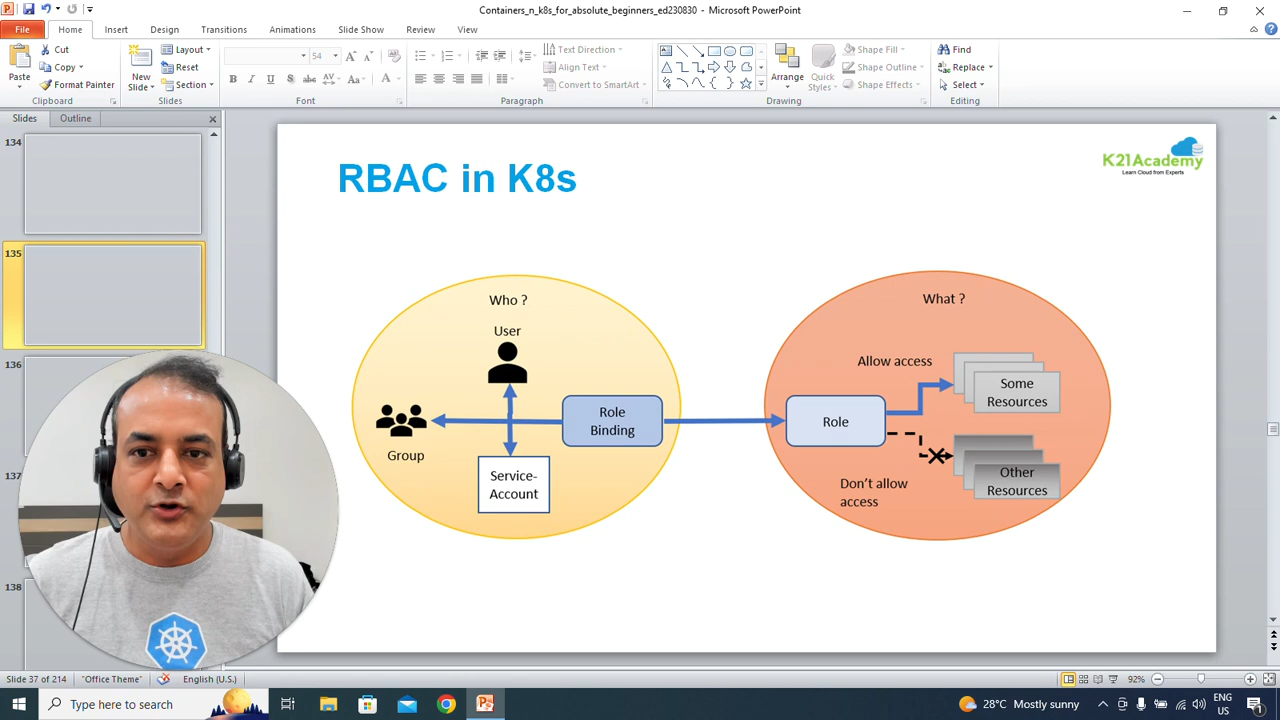 Containers_n_k8s_for_absolute_beginners_ed230830 - Microsoft PowerPoint
File Home Insert Design Transitions Animations Slide Show Review View
Paste
Cut
Copy
Format Painter
Clipboard
New
Slide
Layout
Reset
Section
Slides
54
B I U S abc AV Aa A
Font
Text Direction
Align Text
Convert to SmartArt
Paragraph
Arrange
Quick
Styles
Shape Fill
Shape Outline
Shape Effects
Drawing
Find
Replace
Select
Editing
Slides Outline
134
135
136
137
138
RBAC in K8s
K21Academy
Learn Cloud from Experts
Who ?
User
Group
Service-
Account
Role
Binding
What ?
Allow access
Role
Some
Resources
Don't allow
access
Other
Resources
Slide 37 of 214 "Office Theme" English (U.S.) 92%
Type here to search
28°C Mostly sunny
ENG
US
1